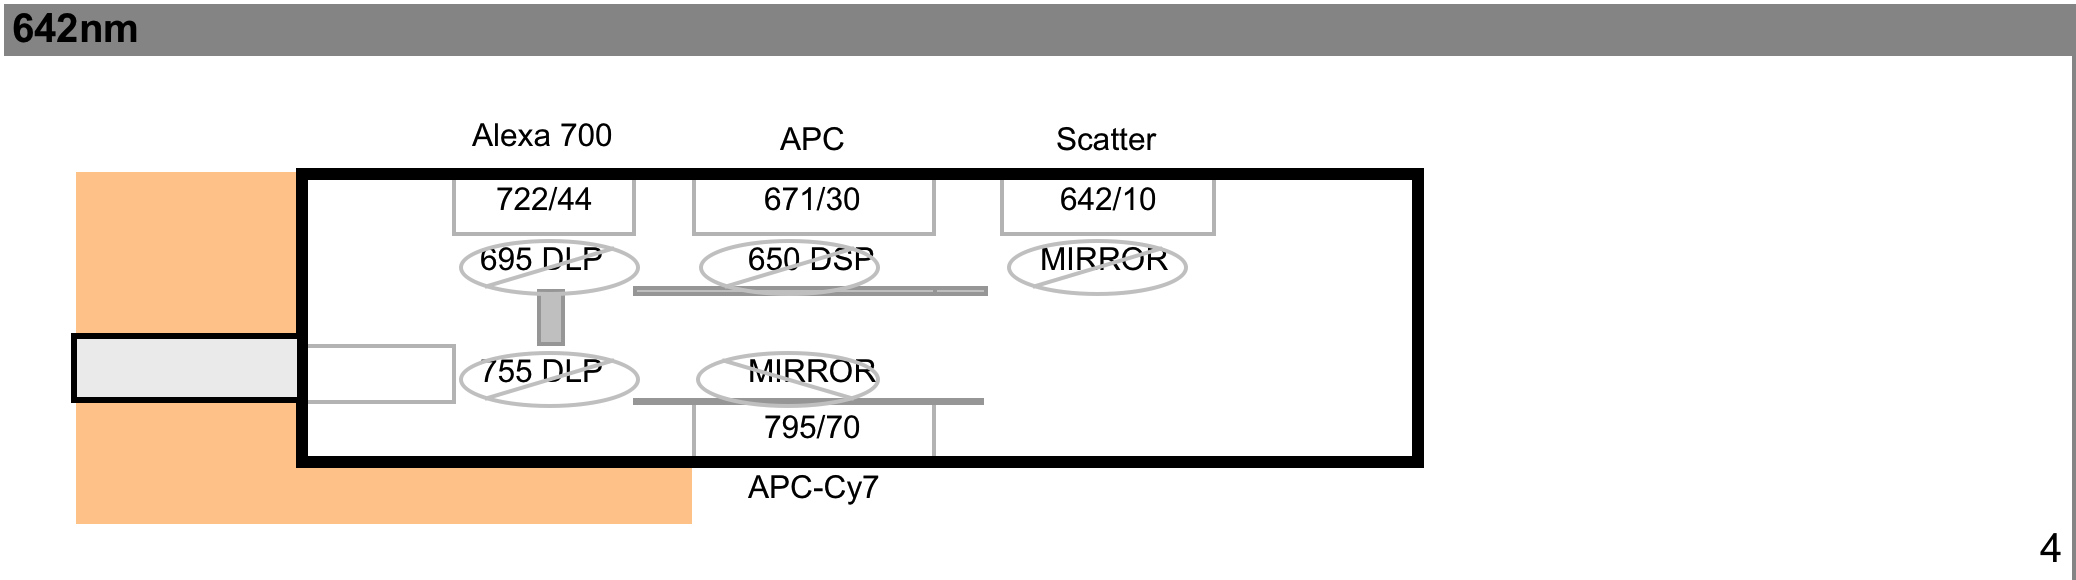 642nm
Alexa 700
APC
Scatter
722/44
671/30
642/10
695 DLP
650 DSP
MIRROR
755 DLP
MIRROR
795/70
APC-Cy7
4